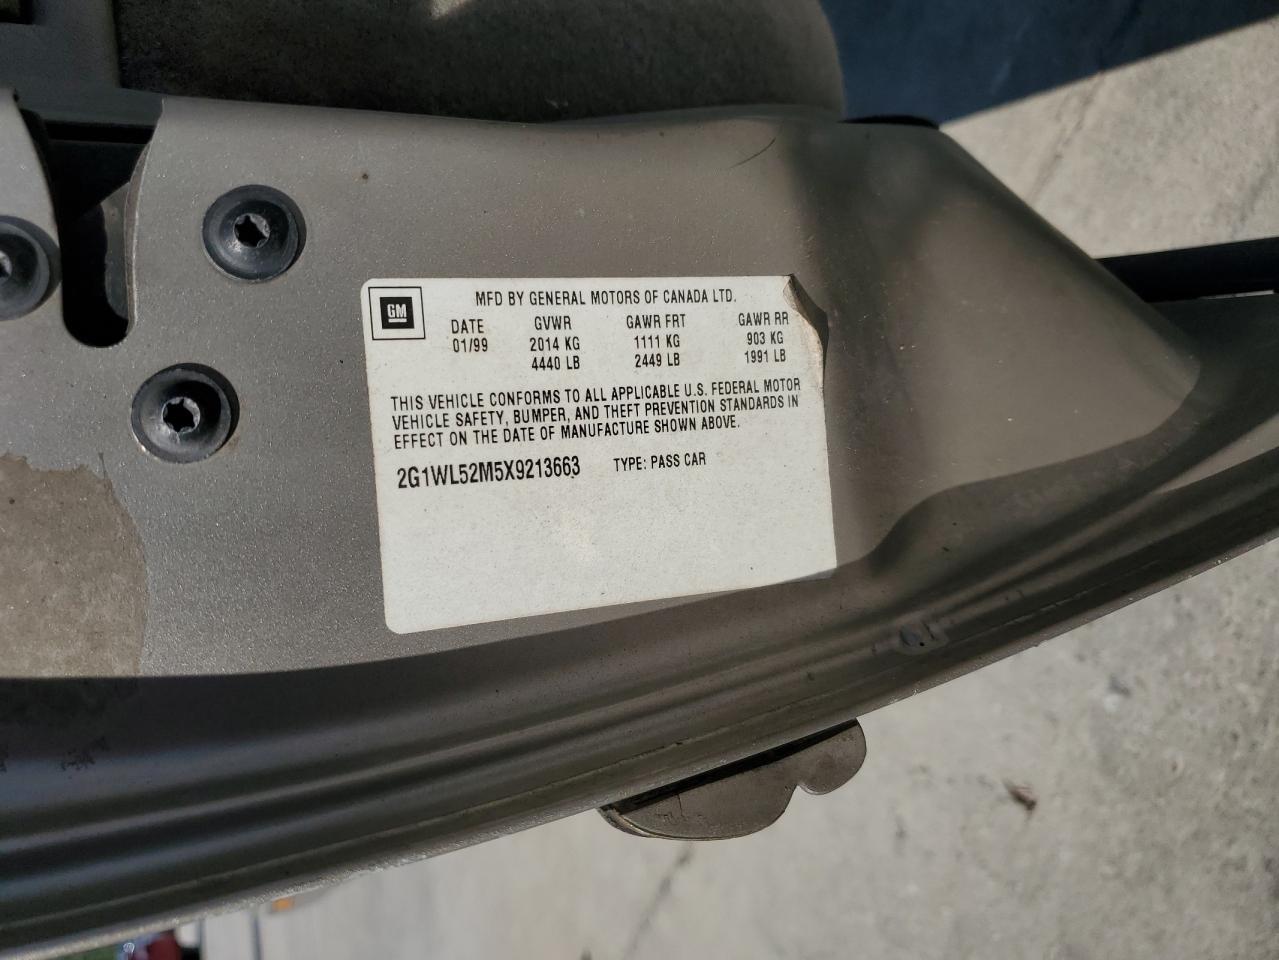 GM
MFD BY GENERAL MOTORS OF CANADA LTD.
DATE GVWR GAWR FRT GAWR RR
01/99 2014 KG 1111 KG 903 KG
4440 LB 2449 LB 1991 LB
THIS VEHICLE CONFORMS TO ALL APPLICABLE U.S. FEDERAL MOTOR
VEHICLE SAFETY, BUMPER, AND THEFT PREVENTION STANDARDS IN
EFFECT ON THE DATE OF MANUFACTURE SHOWN ABOVE.
2G1WL52M5X9213663 TYPE: PASS CAR